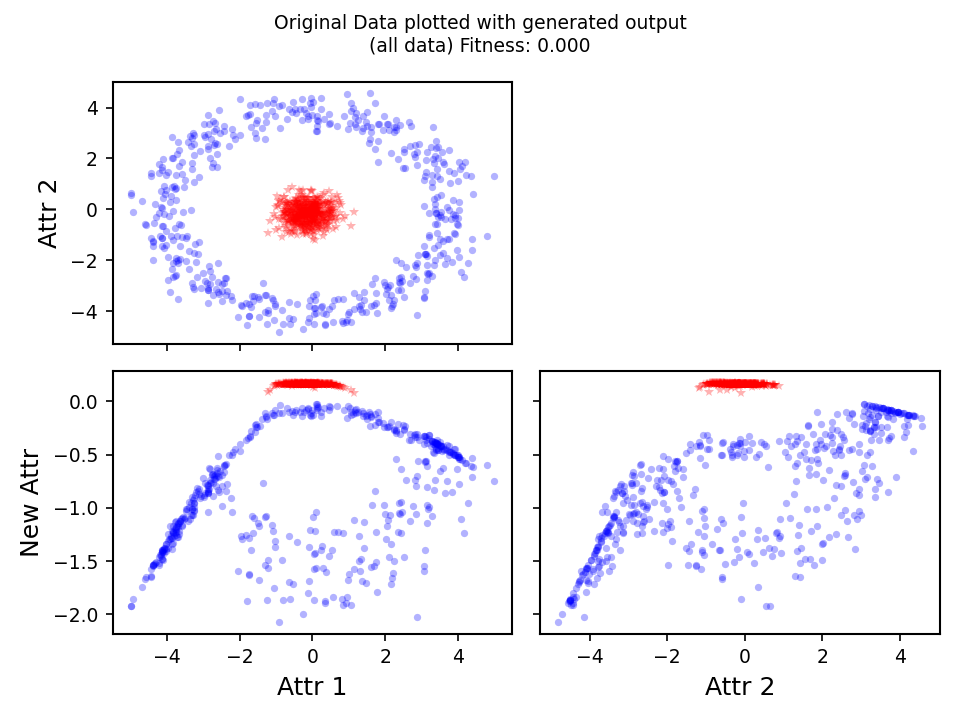 Original Data plotted with generated output
(all data) Fitness: 0.000
4
2
0
−2
−4
Attr 2
0.0
−0.5
−1.0
−1.5
−2.0
New Attr
−4 −2 0 2 4
Attr 1
−4 −2 0 2 4
Attr 2